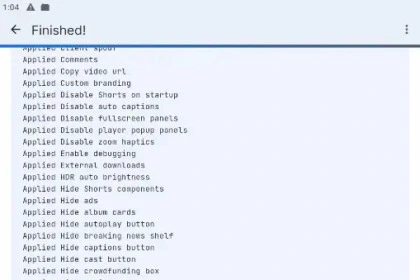 1:04
Finished!
Applied Client spoof
Applied Comments
Applied Copy video url
Applied Custom branding
Applied Disable Shorts on startup
Applied Disable auto captions
Applied Disable fullscreen panels
Applied Disable player popup panels
Applied Disable zoom haptics
Applied Enable debugging
Applied External downloads
Applied HDR auto brightness
Applied Hide Shorts components
Applied Hide ads
Applied Hide album cards
Applied Hide autoplay button
Applied Hide breaking news shelf
Applied Hide captions button
Applied Hide cast button
Applied Hide crowdfunding box